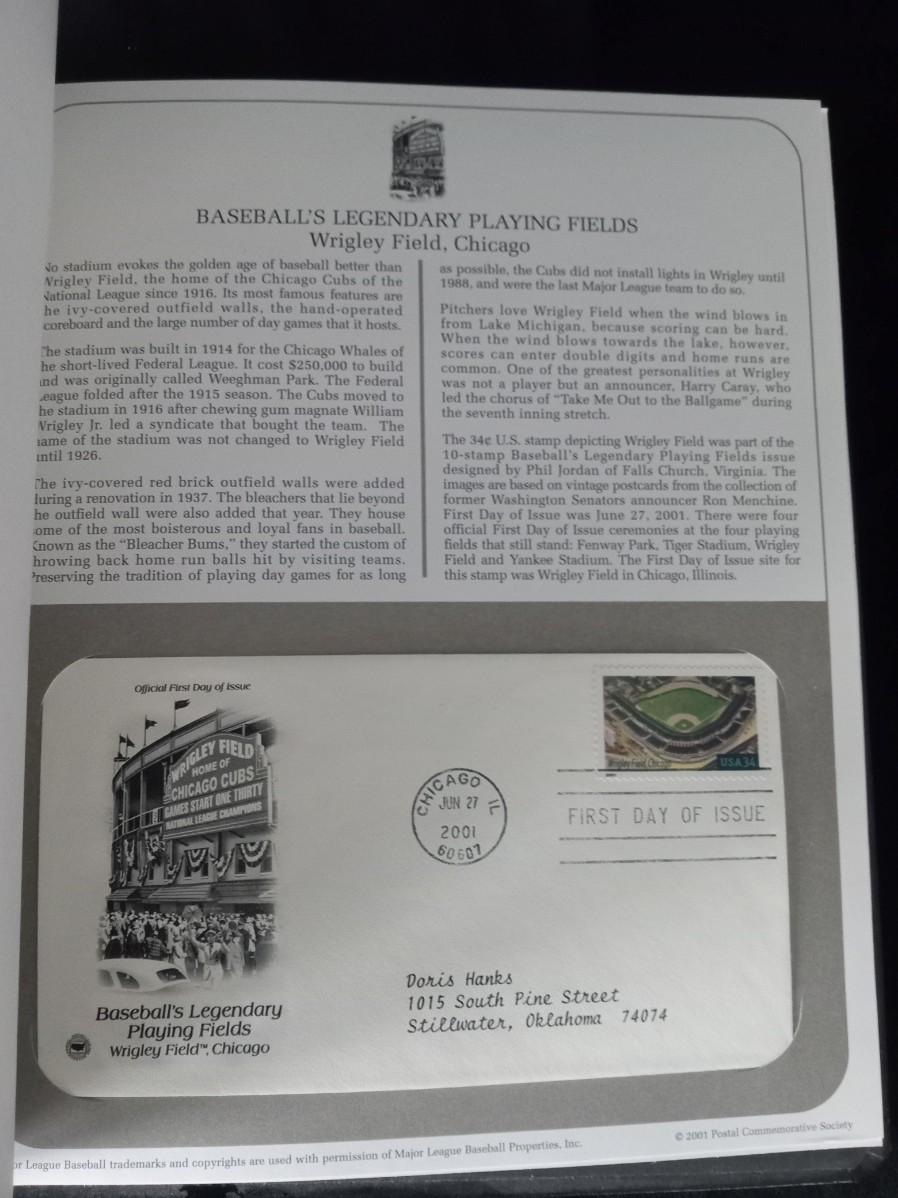 BASEBALL'S LEGENDARY PLAYING FIELDS
Wrigley Field, Chicago
No stadium evokes the golden age of baseball better than
Wrigley Field, the home of the Chicago Cubs of the
National League since 1916. Its most famous features are
he ivy-covered outfield walls, the hand-operated
coreboard and the large number of day games that it hosts.
The stadium was built in 1914 for the Chicago Whales of
he short-lived Federal League. It cost $250,000 to build
and was originally called Weeghman Park. The Federal
League folded after the 1915 season. The Cubs moved to
he stadium in 1916 after chewing gum magnate William
Wrigley Jr. led a syndicate that bought the team. The
name of the stadium was not changed to Wrigley Field
until 1926.
The ivy-covered red brick outfield walls were added
during a renovation in 1937. The bleachers that lie beyond
he outfield wall were also added that year. They house
some of the most boisterous and loyal fans in baseball.
Known as the "Bleacher Bums," they started the custom of
hrowing back home run balls hit by visiting teams.
Preserving the tradition of playing day games for as long
as possible, the Cubs did not install lights in Wrigley until
1988, and were the last Major League team to do so.
Pitchers love Wrigley Field when the wind blows in
from Lake Michigan, because scoring can be hard.
When the wind blows towards the lake, however,
scores can enter double digits and home runs are
common. One of the greatest personalities at Wrigley
was not a player but an announcer, Harry Caray, who
led the chorus of "Take Me Out to the Ballgame" during
the seventh inning stretch.
The 34¢ U.S. stamp depicting Wrigley Field was part of the
10-stamp Baseball's Legendary Playing Fields issue
designed by Phil Jordan of Falls Church, Virginia. The
images are based on vintage postcards from the collection of
former Washington Senators announcer Ron Menchine.
First Day of Issue was June 27, 2001. There were four
official First Day of Issue ceremonies at the four playing
fields that still stand: Fenway Park, Tiger Stadium, Wrigley
Field and Yankee Stadium. The First Day of Issue site for
this stamp was Wrigley Field in Chicago, Illinois.
Official First Day of Issue
WRIGLEY FIELD
HOME OF
CHICAGO CUBS
GAMES START ONE THIRTY
NATIONAL LEAGUE CHAMPIONS
Baseball's Legendary
Playing Fields
Wrigley Field™, Chicago
Wrigley Field, Chicago
USA 34
CHICAGO IL
JUN 27
2001
60607
FIRST DAY OF ISSUE
Doris Hanks
1015 South Pine Street
Stillwater, Oklahoma 74074
or League Baseball trademarks and copyrights are used with permission of Major League Baseball Properties, Inc.
© 2001 Postal Commemorative Society